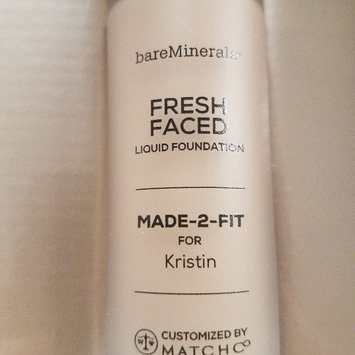 bareMinerals®
FRESH
FACED
LIQUID FOUNDATION
MADE-2-FIT
FOR
Kristin
CUSTOMIZED BY
MATCHCO